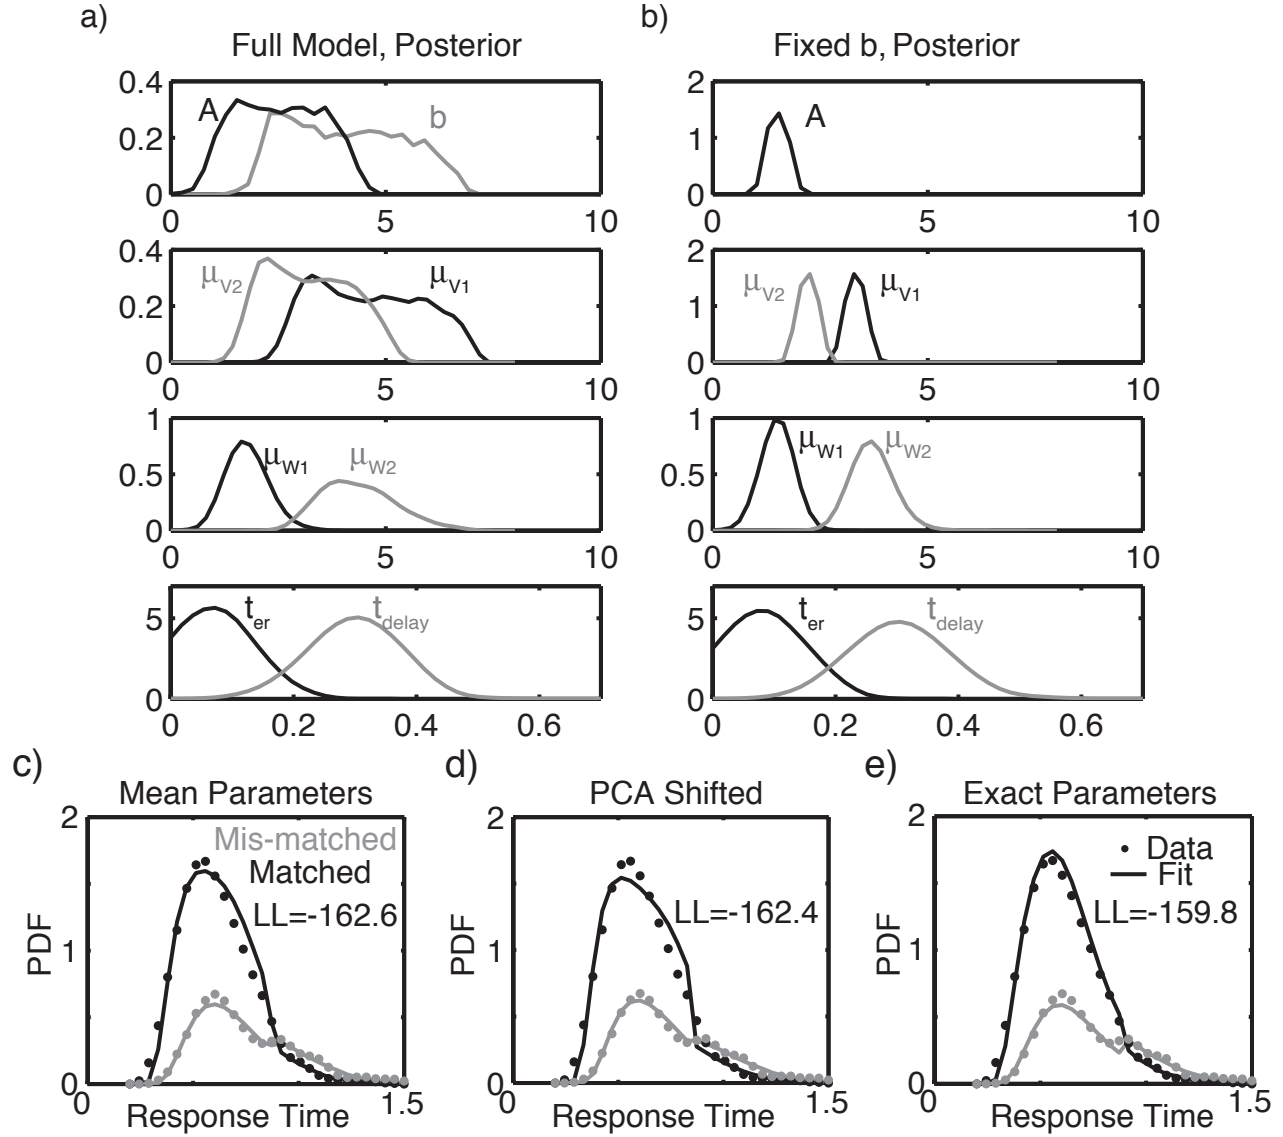 a)
Full Model, Posterior
0.4
0.2
0
A
b
0 5 10
0.4
0.2
0
μV2
μV1
0 5 10
1
0.5
0
μW1
μW2
0 5 10
5
0
ter
tdelay
0 0.2 0.4 0.6
b)
Fixed b, Posterior
2
1
0
A
0 5 10
2
1
0
μV2
μV1
0 5 10
1
0.5
0
μW1
μW2
0 5 10
5
0
ter
tdelay
0 0.2 0.4 0.6
c)
Mean Parameters
2
1
0
PDF
Mis-matched
Matched
LL=-162.6
0 1.5
Response Time
d)
PCA Shifted
2
1
0
PDF
LL=-162.4
0 1.5
Response Time
e)
Exact Parameters
2
1
0
PDF
Data
Fit
LL=-159.8
0 1.5
Response Time